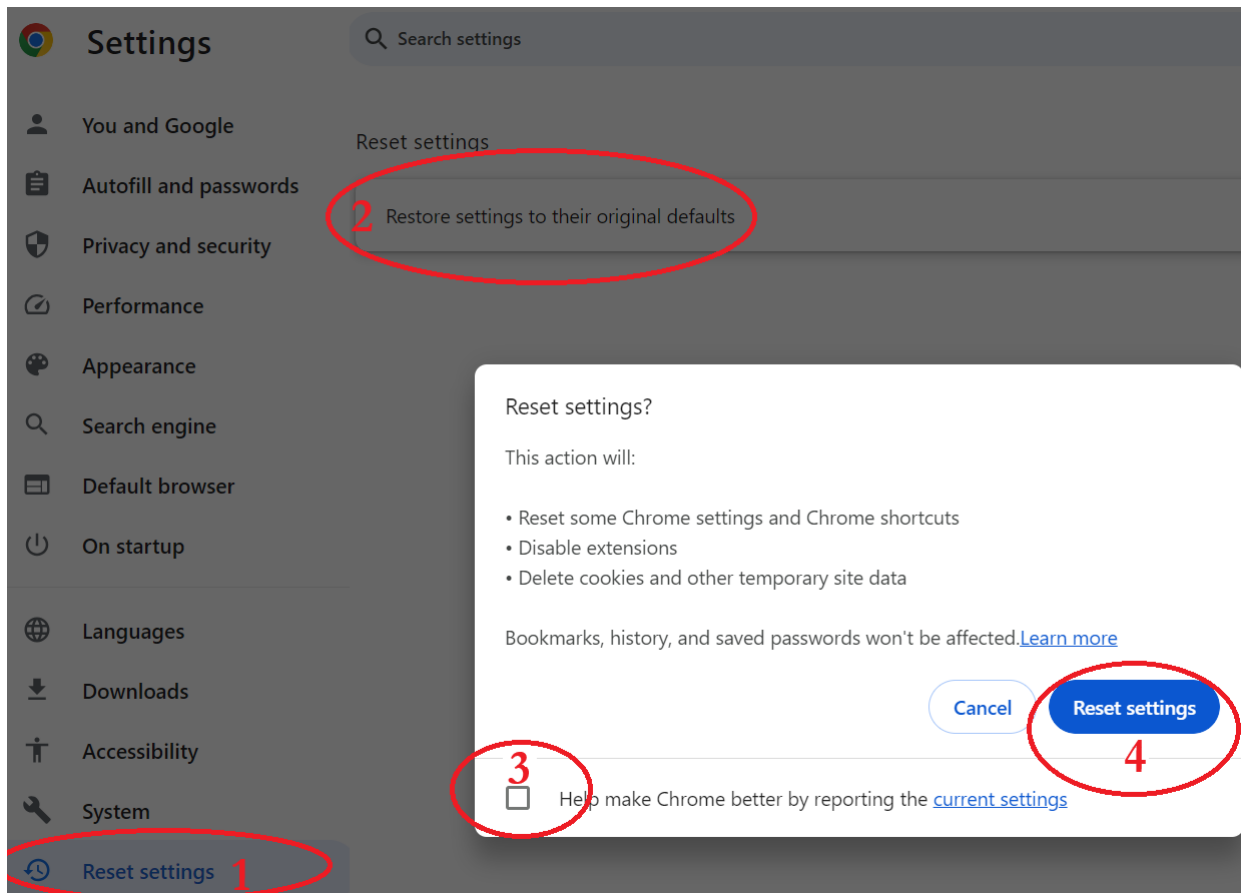 Settings
Search settings
You and Google
Autofill and passwords
Privacy and security
Performance
Appearance
Search engine
Default browser
On startup
Languages
Downloads
Accessibility
System
Reset settings 1
Reset settings
2 Restore settings to their original defaults
Reset settings?
This action will:
• Reset some Chrome settings and Chrome shortcuts
• Disable extensions
• Delete cookies and other temporary site data
Bookmarks, history, and saved passwords won't be affected.Learn more
Cancel
Reset settings
4
3
Help make Chrome better by reporting the current settings